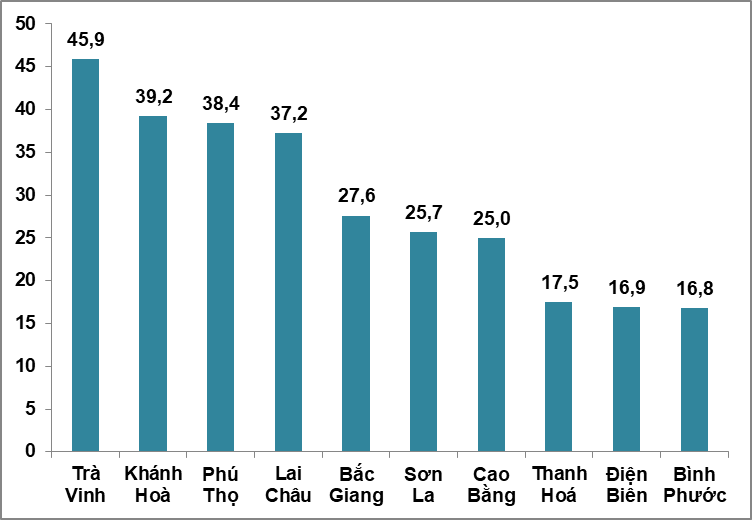 50
45
40
35
30
25
20
15
10
5
0
45,9
39,2
38,4
37,2
27,6
25,7
25,0
17,5
16,9
16,8
Trà
Vinh
Khánh
Hoà
Phú
Thọ
Lai
Châu
Bắc
Giang
Sơn
La
Cao
Bằng
Thanh
Hoá
Điện
Biên
Bình
Phước